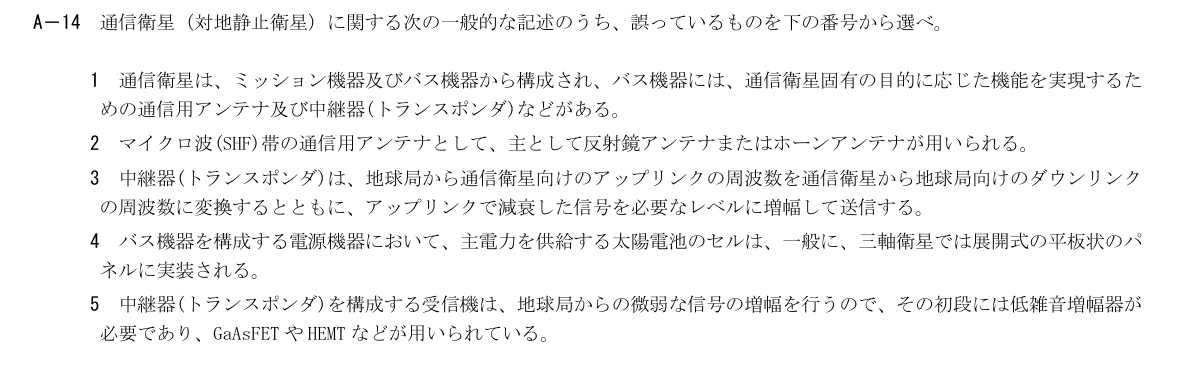 A－14 通信衛星（対地静止衛星）に関する次の一般的な記述のうち、誤っているものを下の番号から選べ。
1 通信衛星は、ミッション機器及びバス機器から構成され、バス機器には、通信衛星固有の目的に応じた機能を実現するた
めの通信用アンテナ及び中継器(トランスポンダ)などがある。
2 マイクロ波(SHF)帯の通信用アンテナとして、主として反射鏡アンテナまたはホーンアンテナが用いられる。
3 中継器(トランスポンダ)は、地球局から通信衛星向けのアップリンクの周波数を通信衛星から地球局向けのダウンリンク
の周波数に変換するとともに、アップリンクで減衰した信号を必要なレベルに増幅して送信する。
4 バス機器を構成する電源機器において、主電力を供給する太陽電池のセルは、一般に、三軸衛星では展開式の平板状のパ
ネルに実装される。
5 中継器(トランスポンダ)を構成する受信機は、地球局からの微弱な信号の増幅を行うので、その初段には低雑音増幅器が
必要であり、GaAsFET や HEMT などが用いられている。